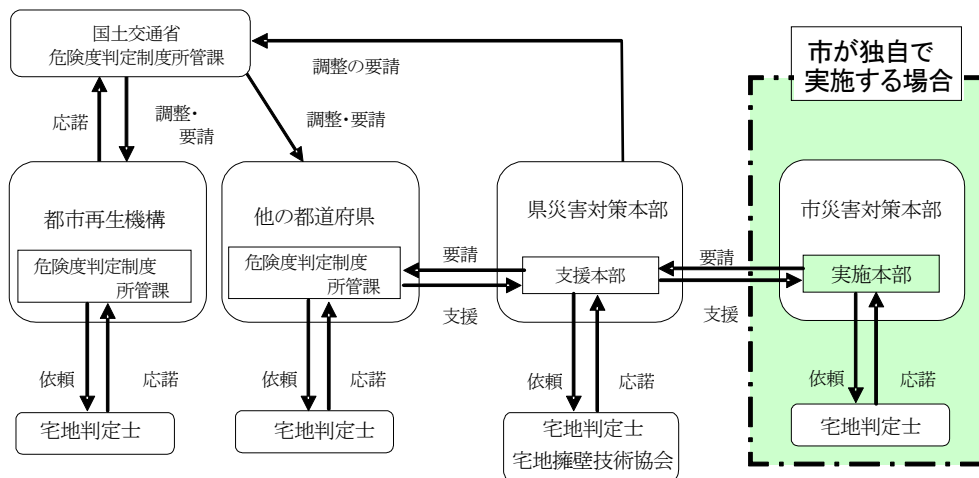 国土交通省
危険度判定制度所管課
調整の要請
市が独自で
実施する場合
応諾
調整・
要請
調整・要請
都市再生機構
危険度判定制度
所管課
他の都道府県
危険度判定制度
所管課
要請
支援
県災害対策本部
支援本部
要請
支援
市災害対策本部
実施本部
依頼
応諾
依頼
応諾
依頼
応諾
依頼
応諾
宅地判定士
宅地判定士
宅地判定士
宅地擁壁技術協会
宅地判定士